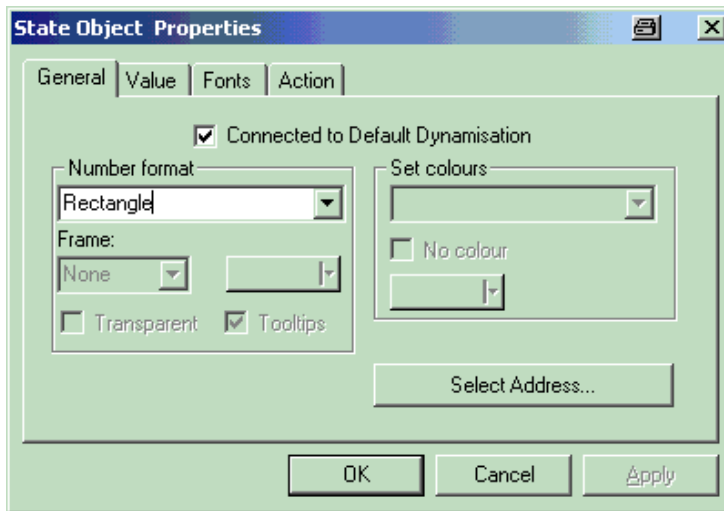 State Object  Properties
General Value Fonts Action
Connected to Default Dynamisation
Number format
Rectangle
Frame:
None
Transparent Tooltips
Set colours
No colour
Select Address...
OK Cancel Apply